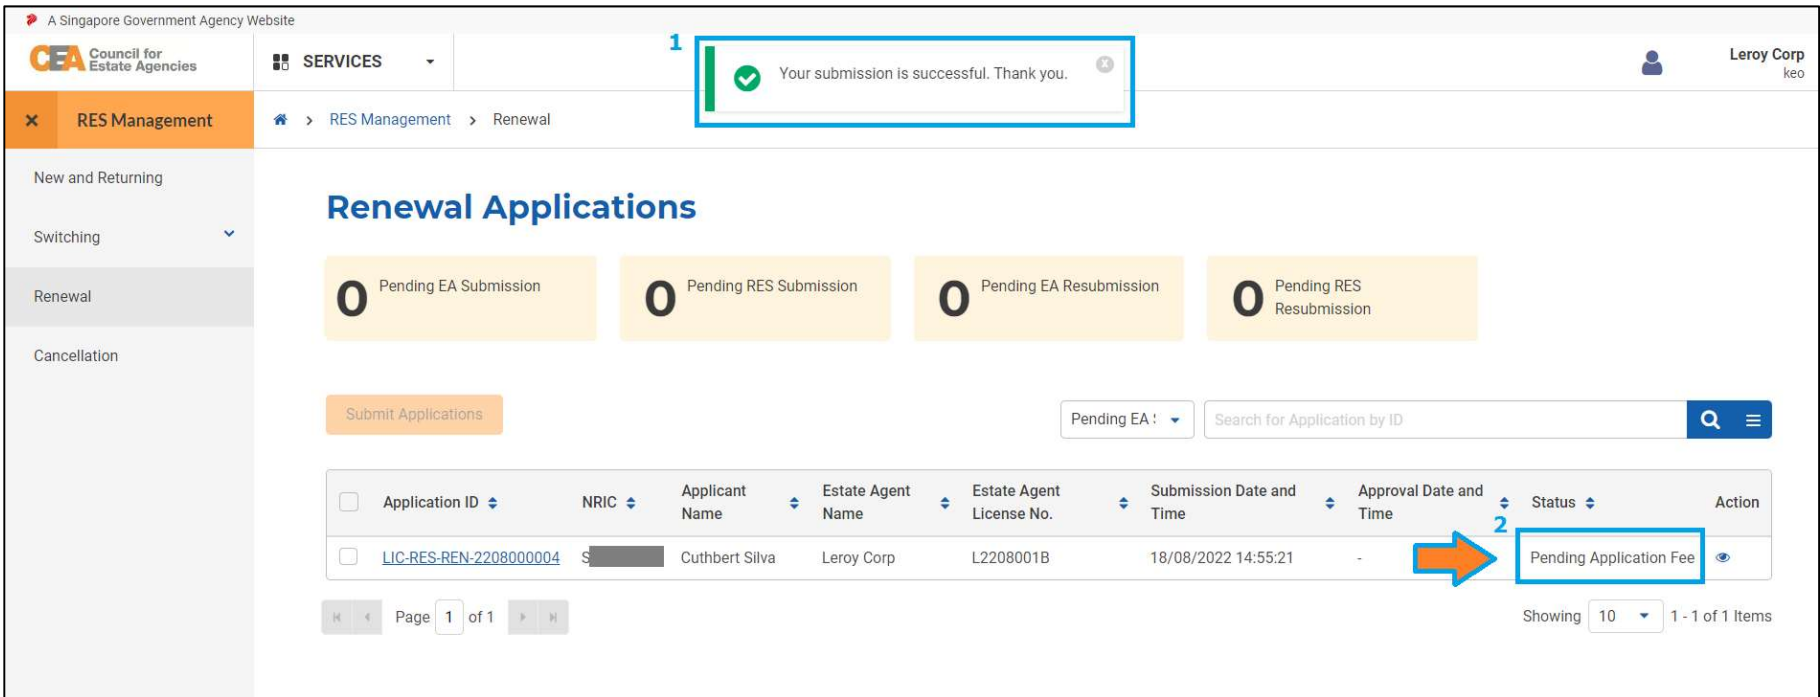 A Singapore Government Agency Website
CEA Council for
Estate Agencies
SERVICES
1
Your submission is successful. Thank you.
Leroy Corp
keo
RES Management
RES Management > Renewal
New and Returning
Switching
Renewal
Cancellation
Renewal Applications
0 Pending EA Submission
0 Pending RES Submission
0 Pending EA Resubmission
0 Pending RES
Resubmission
Submit Applications
Pending EA
Search for Application by ID
Application ID
NRIC
Applicant
Name
Estate Agent
Name
Estate Agent
License No.
Submission Date and
Time
Approval Date and
Time
Status
Action
2
LIC-RES-REN-2208000004
S
Cuthbert Silva
Leroy Corp
L2208001B
18/08/2022 14:55:21
-
Pending Application Fee
Page 1 of 1
Showing 10 1 - 1 of 1 Items